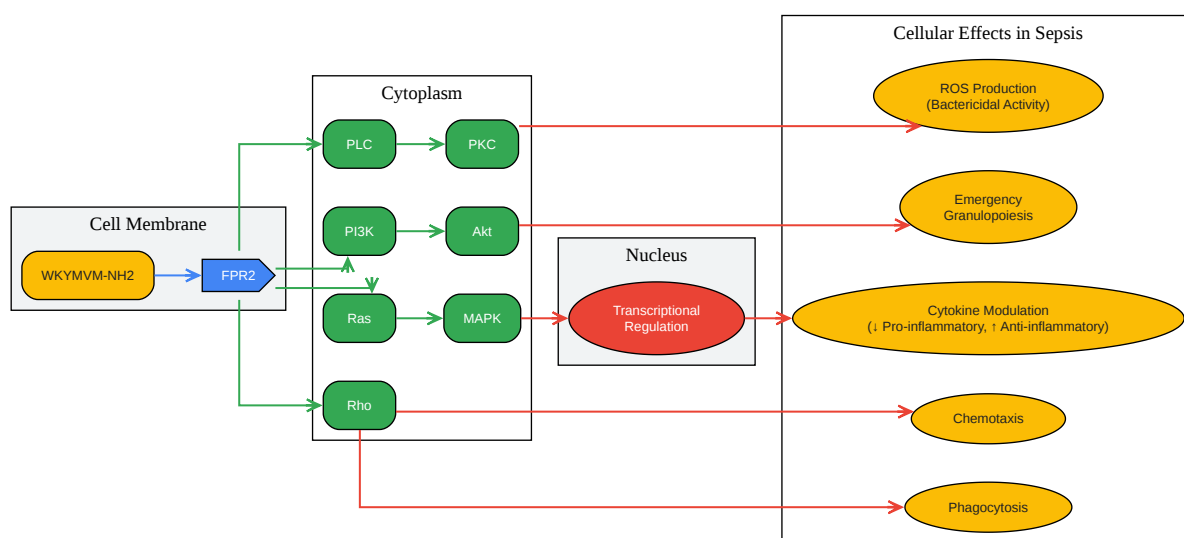 Cellular Effects in Sepsis
ROS Production
(Bactericidal Activity)
Cytoplasm
PLC
PKC
Emergency
Granulopoiesis
Cell Membrane
PI3K
Akt
Nucleus
WKYMVM-NH2
FPR2
Ras
MAPK
Transcriptional
Regulation
Cytokine Modulation
(↓ Pro-inflammatory, ↑ Anti-inflammatory)
Rho
Chemotaxis
Phagocytosis